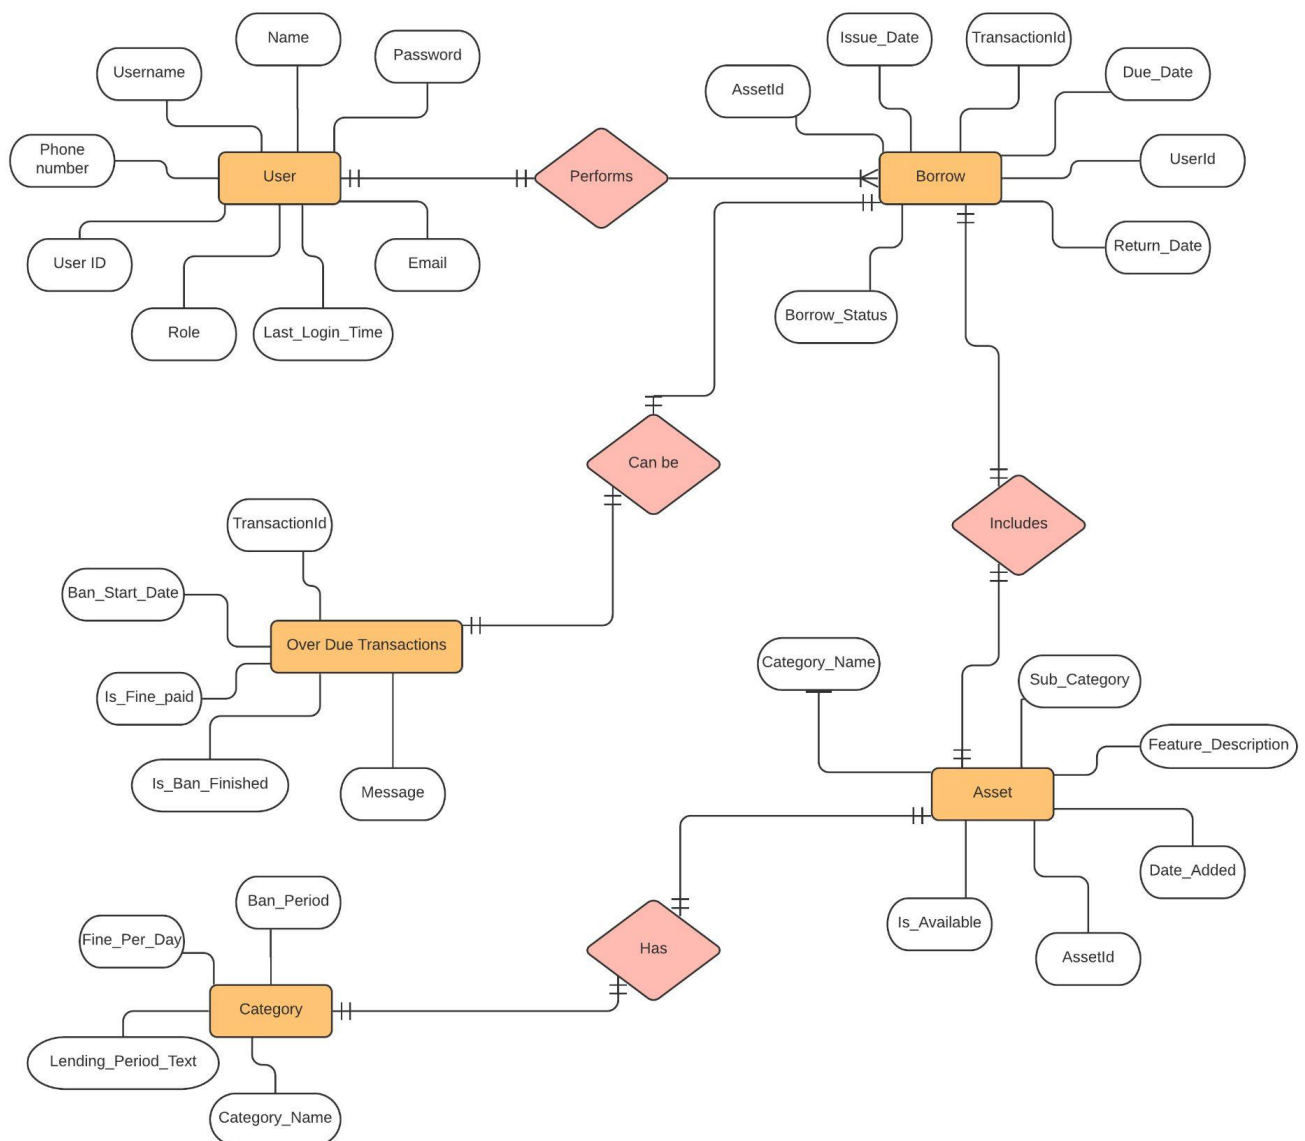 Name
Password
Username
Phone
number
User
User ID
Role
Last_Login_Time
Email
Performs
Issue_Date
TransactionId
Due_Date
AssetId
UserId
Borrow
Return_Date
Borrow_Status
Can be
Includes
TransactionId
Ban_Start_Date
Over Due Transactions
Is_Fine_paid
Is_Ban_Finished
Message
Category_Name
Sub_Category
Feature_Description
Asset
Date_Added
Is_Available
AssetId
Has
Ban_Period
Fine_Per_Day
Category
Lending_Period_Text
Category_Name